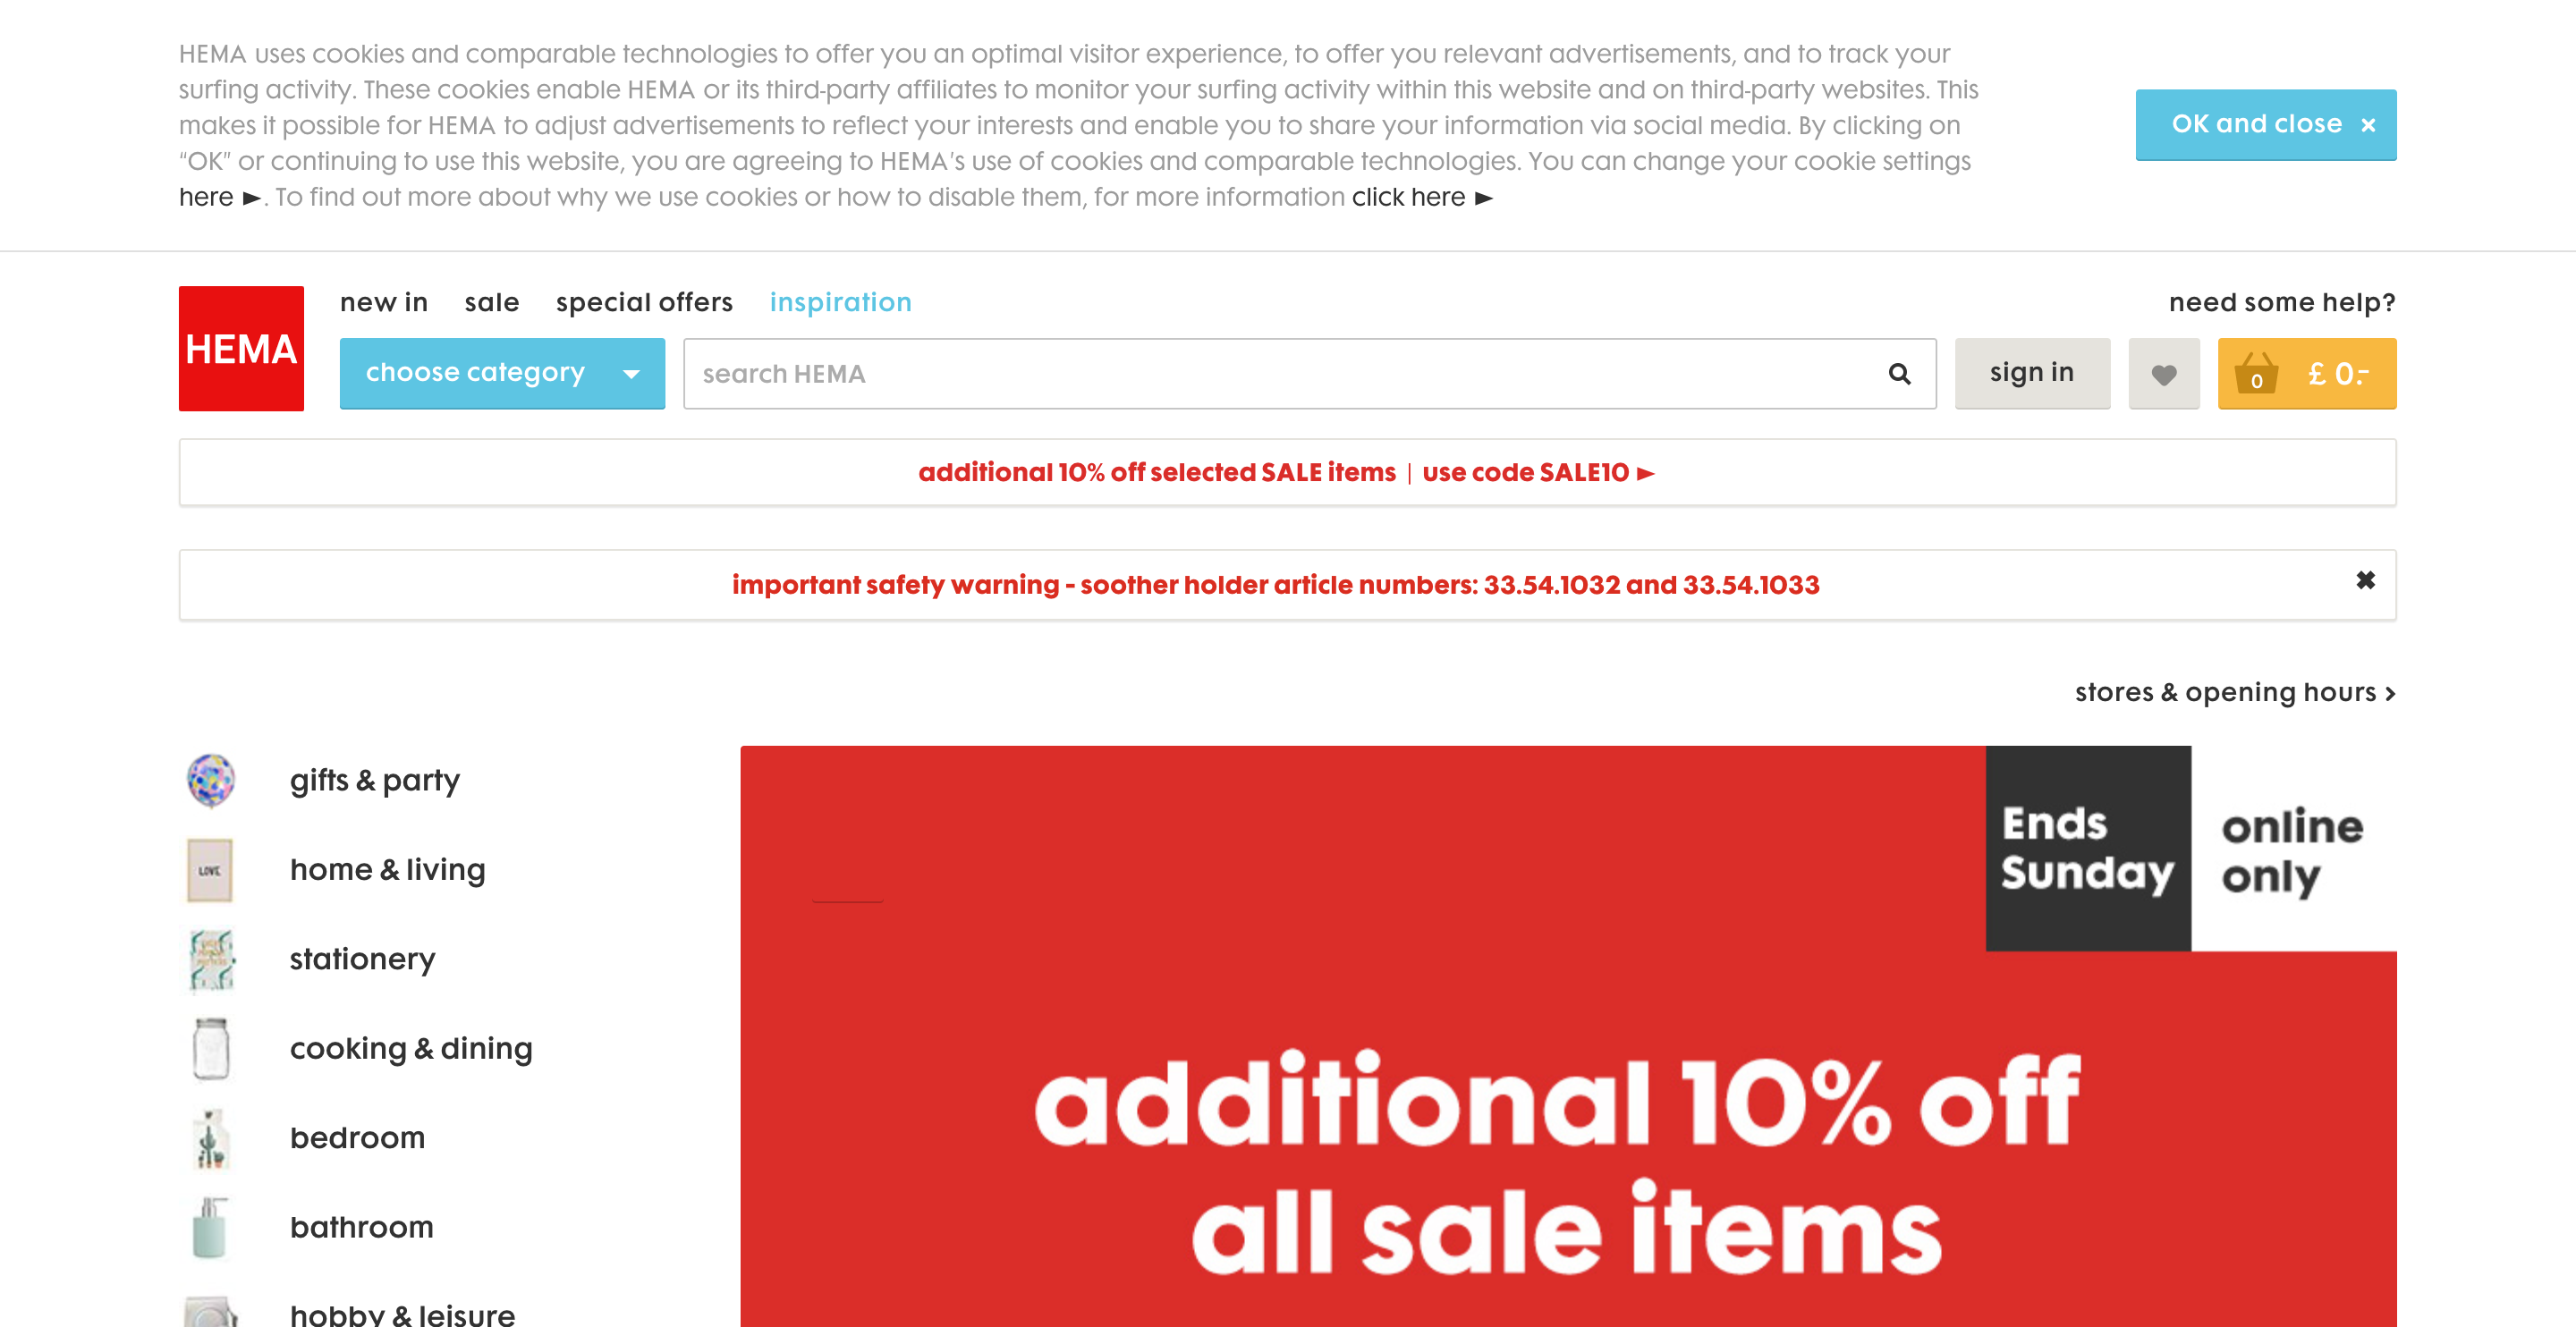 HEMA uses cookies and comparable technologies to offer you an optimal visitor experience, to offer you relevant advertisements, and to track your
surfing activity. These cookies enable HEMA or its third-party affiliates to monitor your surfing activity within this website and on third-party websites. This
makes it possible for HEMA to adjust advertisements to reflect your interests and enable you to share your information via social media. By clicking on
“OK” or continuing to use this website, you are agreeing to HEMA's use of cookies and comparable technologies. You can change your cookie settings
here ►. To find out more about why we use cookies or how to disable them, for more information click here ►
OK and close ×
HEMA
new in sale special offers inspiration
need some help?
choose category
search HEMA
sign in
0 £ 0.-
additional 10% off selected SALE items | use code SALE10 ►
important safety warning - soother holder article numbers: 33.54.1032 and 33.54.1033
stores & opening hours >
gifts & party
LOVE
home & living
stationery
cooking & dining
bedroom
bathroom
hobby & leisure
Ends
Sunday
online
only
additional 10% off
all sale items